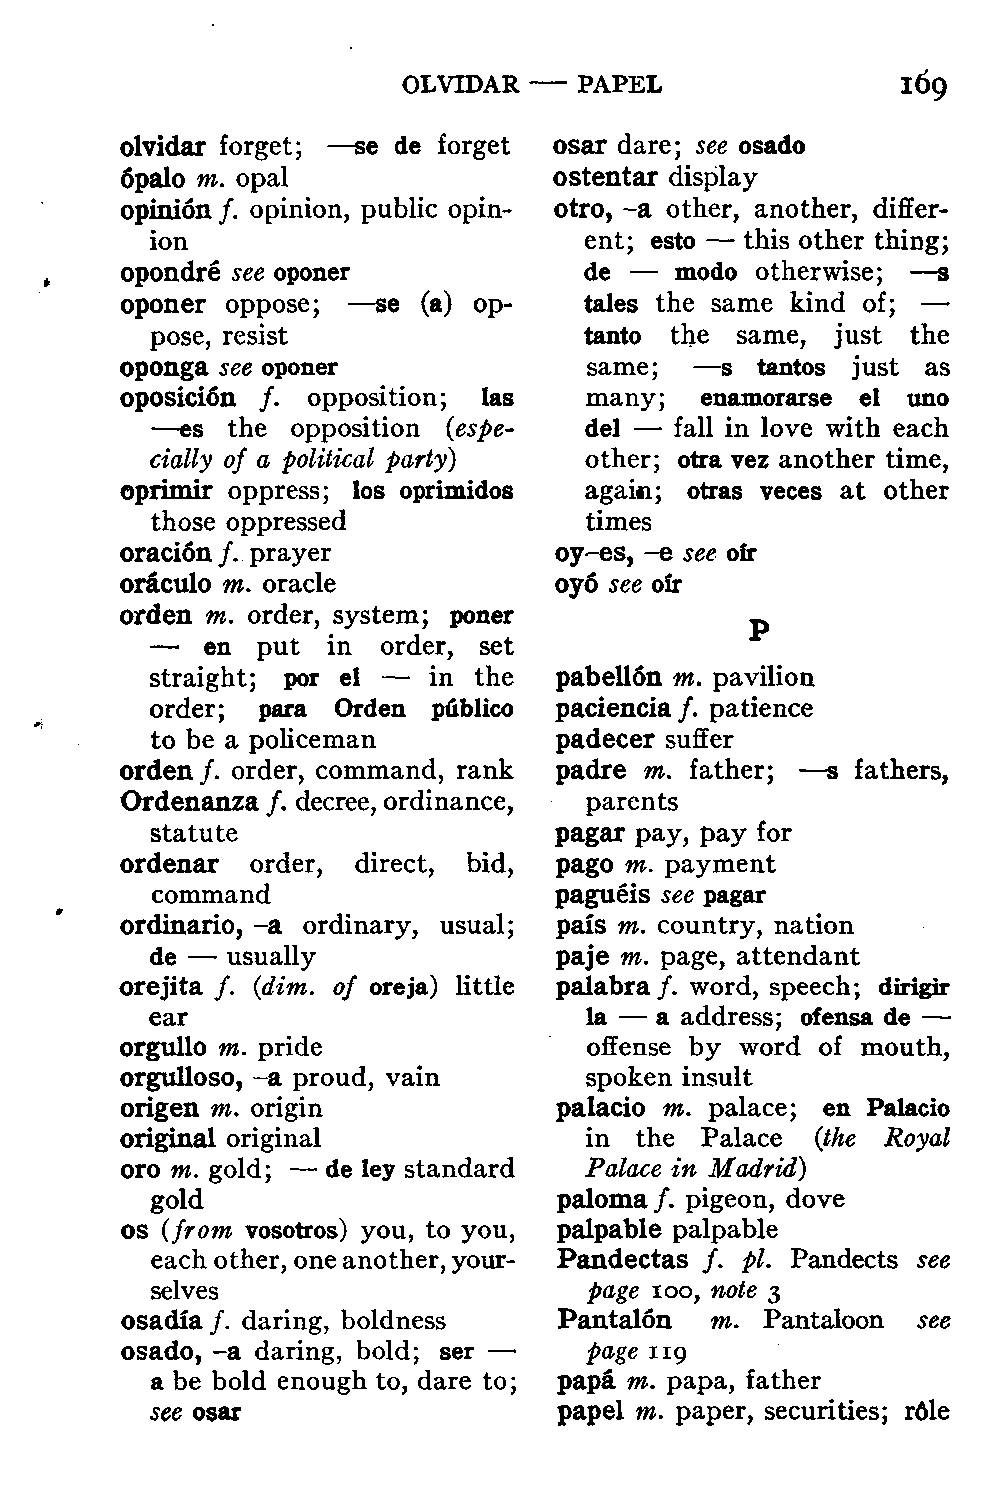 OLVIDAR — PAPEL 169
olvidar forget; —se de forget
ópalo m. opal
opinión f. opinion, public opin-
ion
opondré see oponer
oponer oppose; —se (a) op-
pose, resist
oponga see oponer
oposición f. opposition; las
—es the opposition (espe-
cially of a political party)
oprimir oppress; los oprimidos
those oppressed
oración f. prayer
oráculo m. oracle
orden m. order, system; poner
— en put in order, set
straight; por el — in the
order; para Orden público
to be a policeman
orden f. order, command, rank
Ordenanza f. decree, ordinance,
statute
ordenar order, direct, bid,
command
ordinario, -a ordinary, usual;
de — usually
orejita f. (dim. of oreja) little
ear
orgullo m. pride
orgulloso, -a proud, vain
origen m. origin
original original
oro m. gold; — de ley standard
gold
os (from vosotros) you, to you,
each other, one another, your-
selves
osadía f. daring, boldness
osado, -a daring, bold; ser —
a be bold enough to, dare to;
see osar
osar dare; see osado
ostentar display
otro, -a other, another, differ-
ent; esto — this other thing;
de — modo otherwise; —s
tales the same kind of; —
tanto the same, just the
same; —s tantos just as
many; enamorarse el uno
del — fall in love with each
other; otra vez another time,
again; otras veces at other
times
oy-es, -e see oír
oyó see oír
P
pabellón m. pavilion
paciencia f. patience
padecer suffer
padre m. father; —s fathers,
parents
pagar pay, pay for
pago m. payment
paguéis see pagar
país m. country, nation
paje m. page, attendant
palabra f. word, speech; dirigir
la — a address; ofensa de —
offense by word of mouth,
spoken insult
palacio m. palace; en Palacio
in the Palace (the Royal
Palace in Madrid)
paloma f. pigeon, dove
palpable palpable
Pandectas f. pl. Pandects see
page 100, note 3
Pantalón m. Pantaloon see
page 119
papá m. papa, father
papel m. paper, securities; rôle